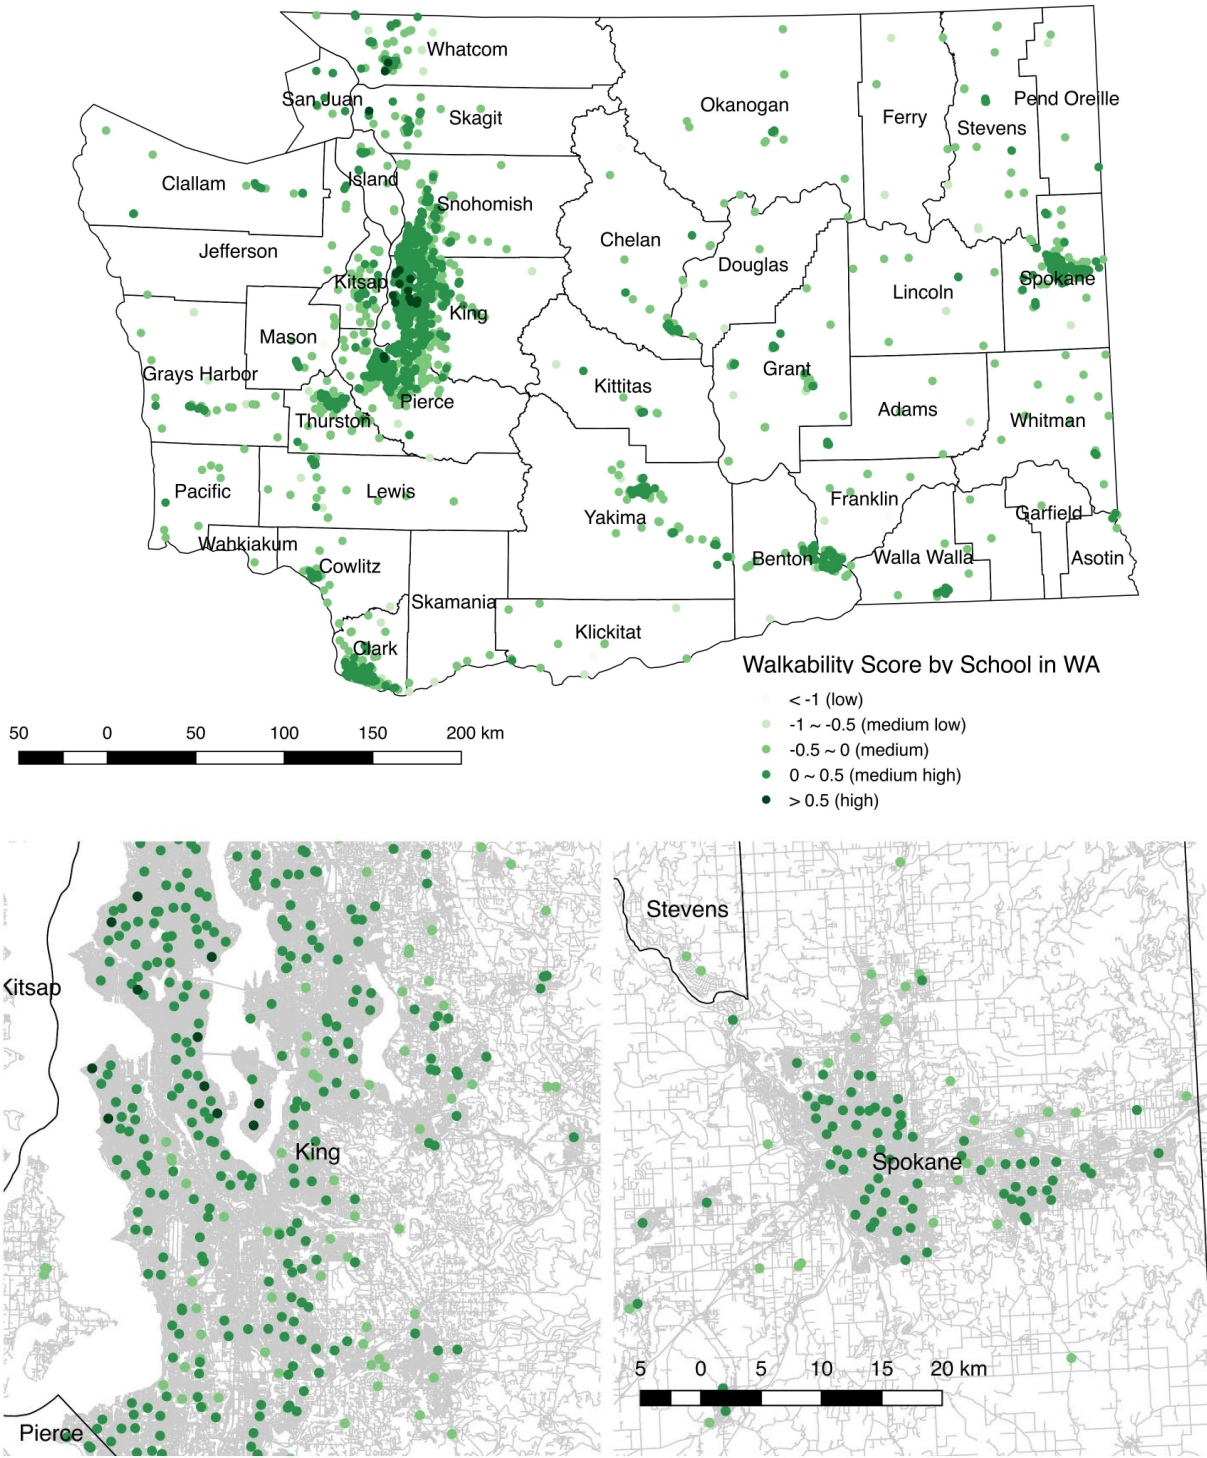 Whatcom
San Juan
Skagit
Okanogan
Ferry
Stevens
Pend Oreille
Clallam
Island
Snohomish
Jefferson
Chelan
Douglas
Kitsap
King
Lincoln
Spokane
Mason
Grays Harbor
Kittitas
Grant
Adams
Whitman
Thurston
Pierce
Pacific
Lewis
Yakima
Franklin
Garfield
Wahkiakum
Cowlitz
Benton
Walla Walla
Asotin
Skamania
Klickitat
Clark
Walkability Score by School in WA
< -1 (low)
-1 ~ -0.5 (medium low)
-0.5 ~ 0 (medium)
0 ~ 0.5 (medium high)
> 0.5 (high)
50 0 50 100 150 200 km
Kitsap
King
Pierce
Stevens
Spokane
5 0 5 10 15 20 km